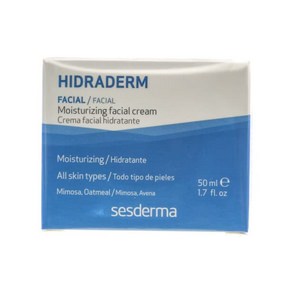 HIDRADERM
FACIAL / FACIAL
Moisturizing facial cream
Crema facial hidratante
Moisturizing / Hidratante
All skin types / Todo tipo de pieles
50 ml e
Mimosa, Oatmeal / Mimosa, Avena
1.7 fl. oz
sesderma